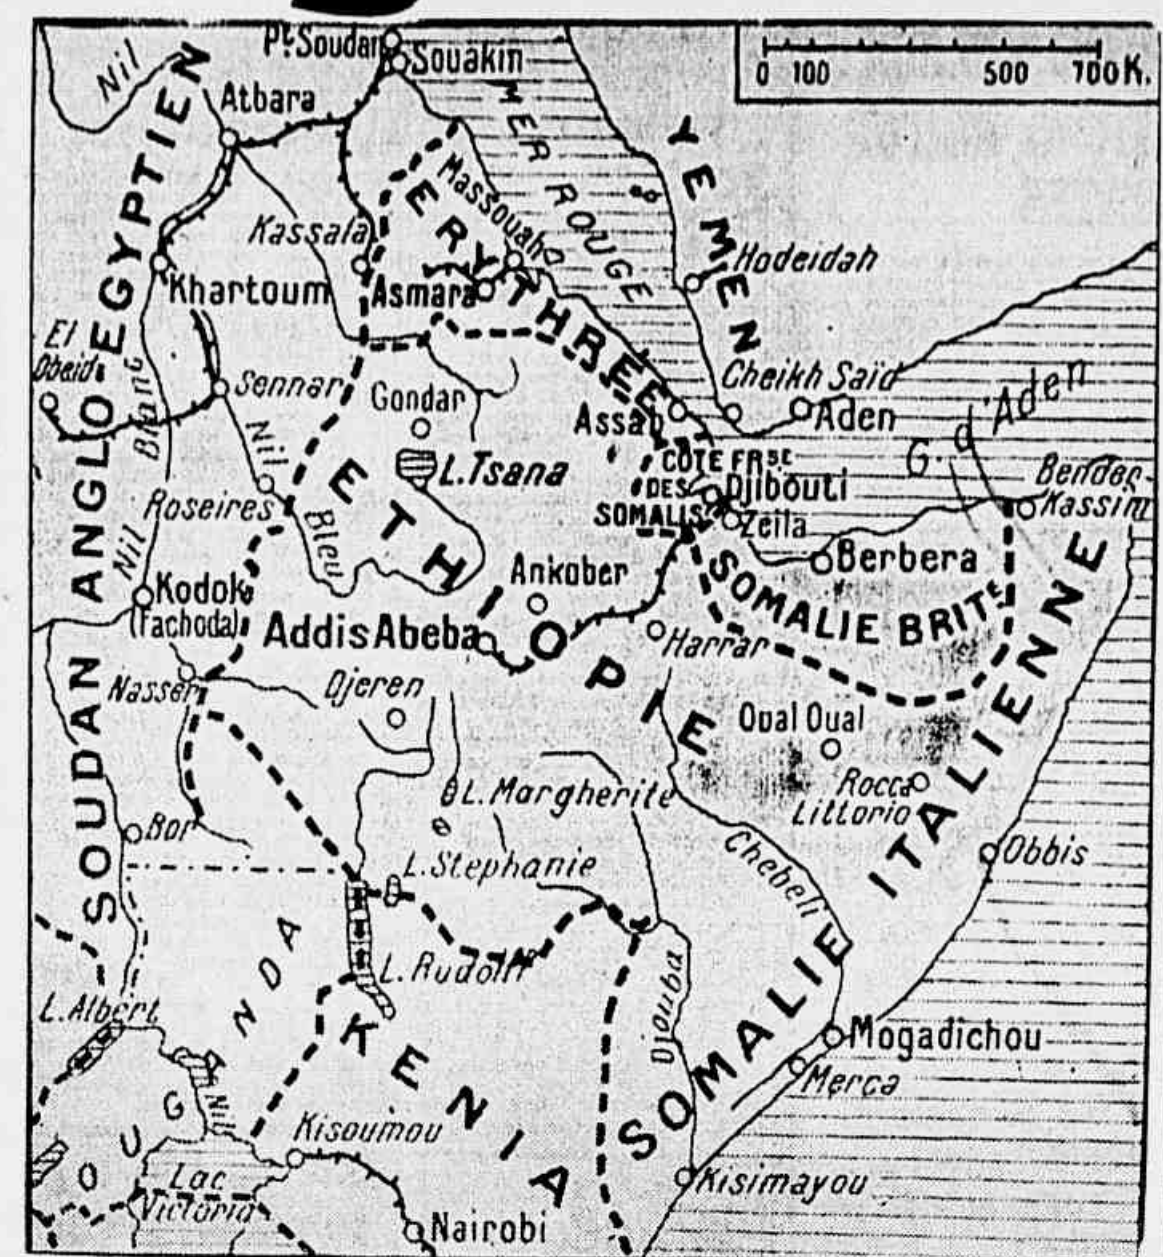 Pt Soudan
Souakin
0 100 500 700 K.
Nil
Atbara
MER ROUGE
YEMEN
SOUDAN ANGLO-EGYPTIEN
ERYTHREE
Massouah
Kassala
Hodeidah
Khartoum
Asmara
El Obeid
Nil Blanc
Sennar
Gondar
Cheikh Saïd
Assab
Aden
G. d'Aden
L. Tsana
COTE FRSE
DES
SOMALIS
Djibouti
Zeila
Bender
Kassim
Roseires
Nil Bleu
ETHIOPIE
Kodok
(Fachoda)
Ankober
Berbera
SOMALIE BRITE
Addis Abeba
Harrar
Nasser
Djeren
Oual Oual
Rocca
Littorio
SOMALIE ITALIENNE
L. Margherite
Bor
L. Stephanie
Chebeli
Obbis
L. Rudolf
Djouba
L. Albert
OUGANDA
Nil
KENIA
Mogadichou
Merca
Kisoumou
Lac
Victoria
Kisimayou
Nairobi